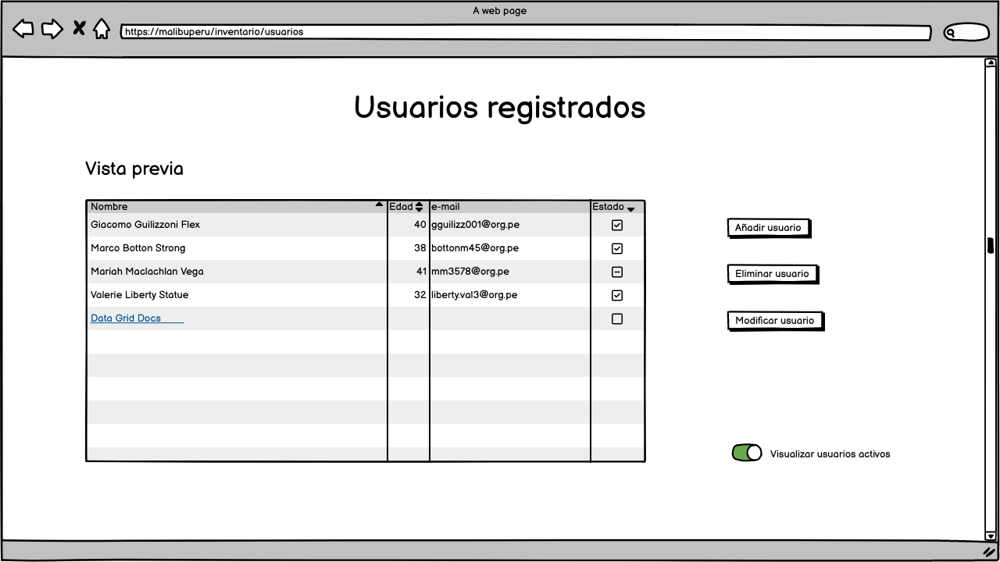 A web page
https://malibuperu/inventario/usuarios
Usuarios registrados
Vista previa
Nombre Edad e-mail Estado
Giacomo Guilizzoni Flex 40 gguilizz001@org.pe
Marco Botton Strong 38 bottonm45@org.pe
Mariah Maclachlan Vega 41 mm3578@org.pe
Valerie Liberty Statue 32 liberty.val3@org.pe
Data Grid Docs
Añadir usuario
Eliminar usuario
Modificar usuario
Visualizar usuarios activos